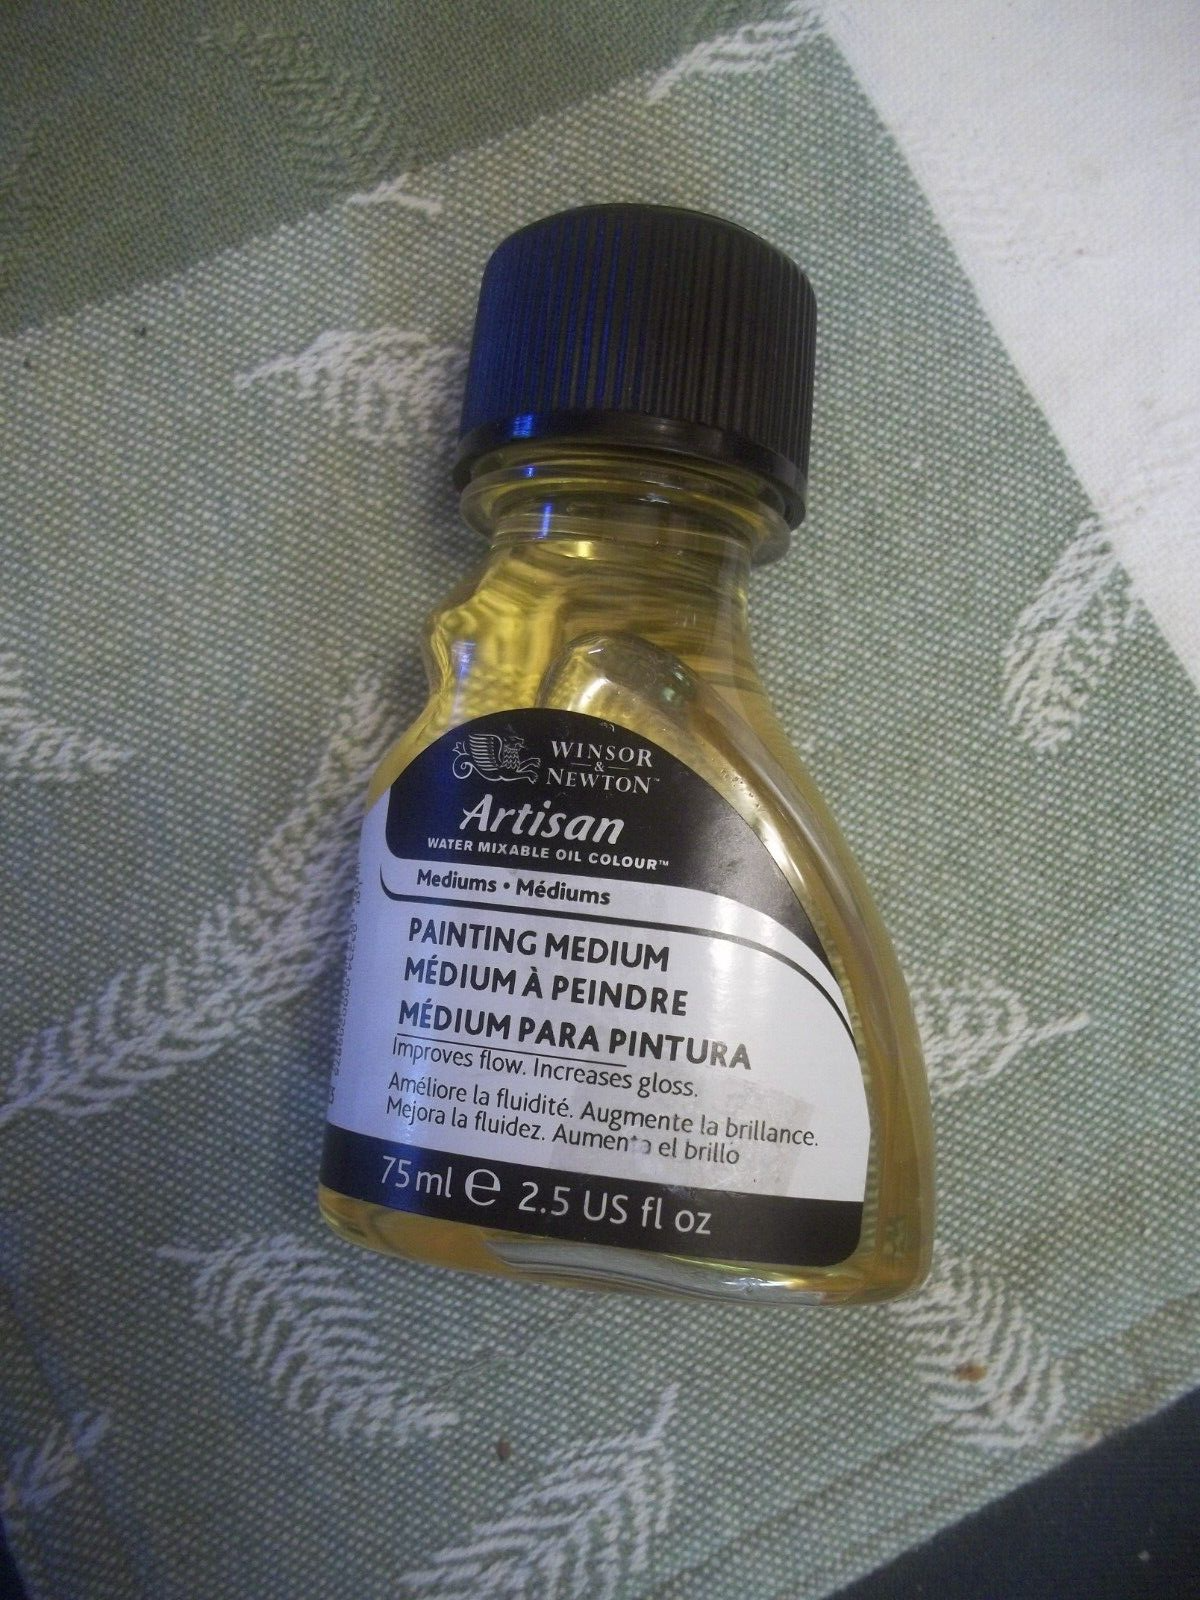 WINSOR
&
NEWTON™
Artisan
WATER MIXABLE OIL COLOUR™
Mediums • Médiums
PAINTING MEDIUM
MÉDIUM À PEINDRE
MÉDIUM PARA PINTURA
Improves flow. Increases gloss.
Améliore la fluidité. Augmente la brillance.
Mejora la fluidez. Aumenta el brillo
75ml ℮ 2.5 US fl oz